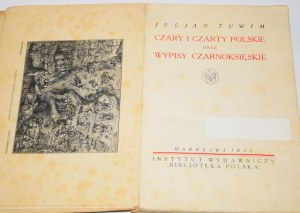 JULJAN TUWIM
CZARY I CZARTY POLSKIE
ORAZ
WYPISY CZARNOKSIĘSKIE
WARSZAWA
INSTYTUT WYDAWNICZY
"BIBLJOTEKA POLSKA"